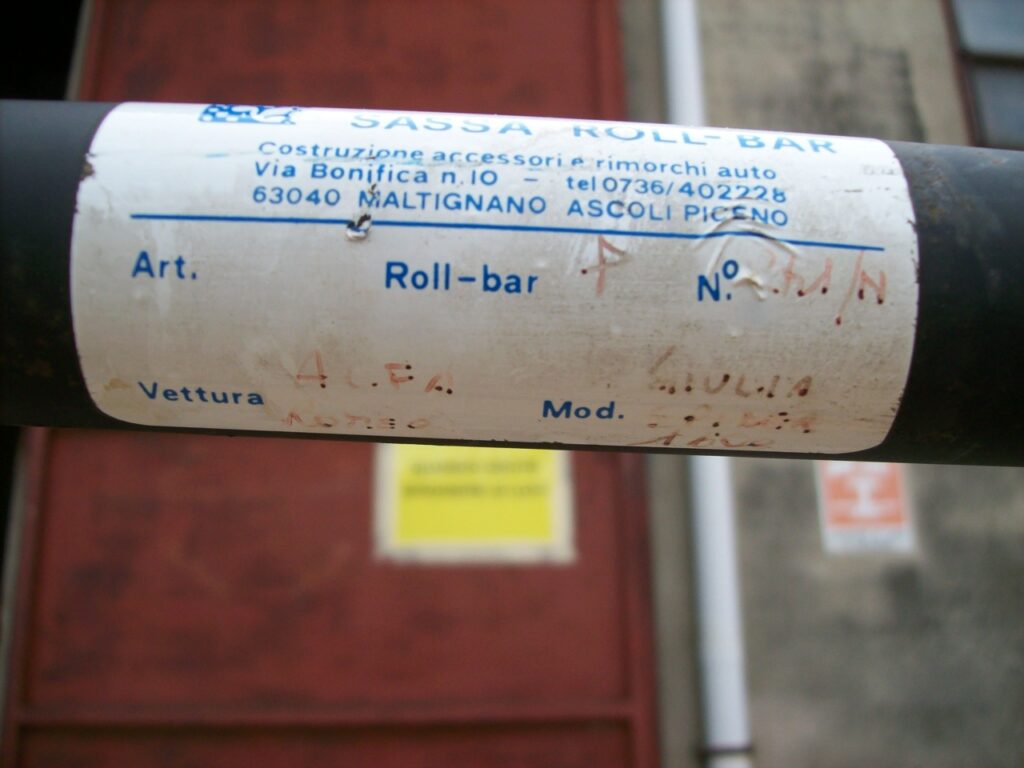 SASSA ROLL-BAR
Costruzione accessori e rimorchi auto
Via Bonifica n.10 – tel 0736/402228
63040 MALTIGNANO ASCOLI PICENO
Art. Roll-bar P N.º
Vettura ALFA ROMEO Mod. GIULIA